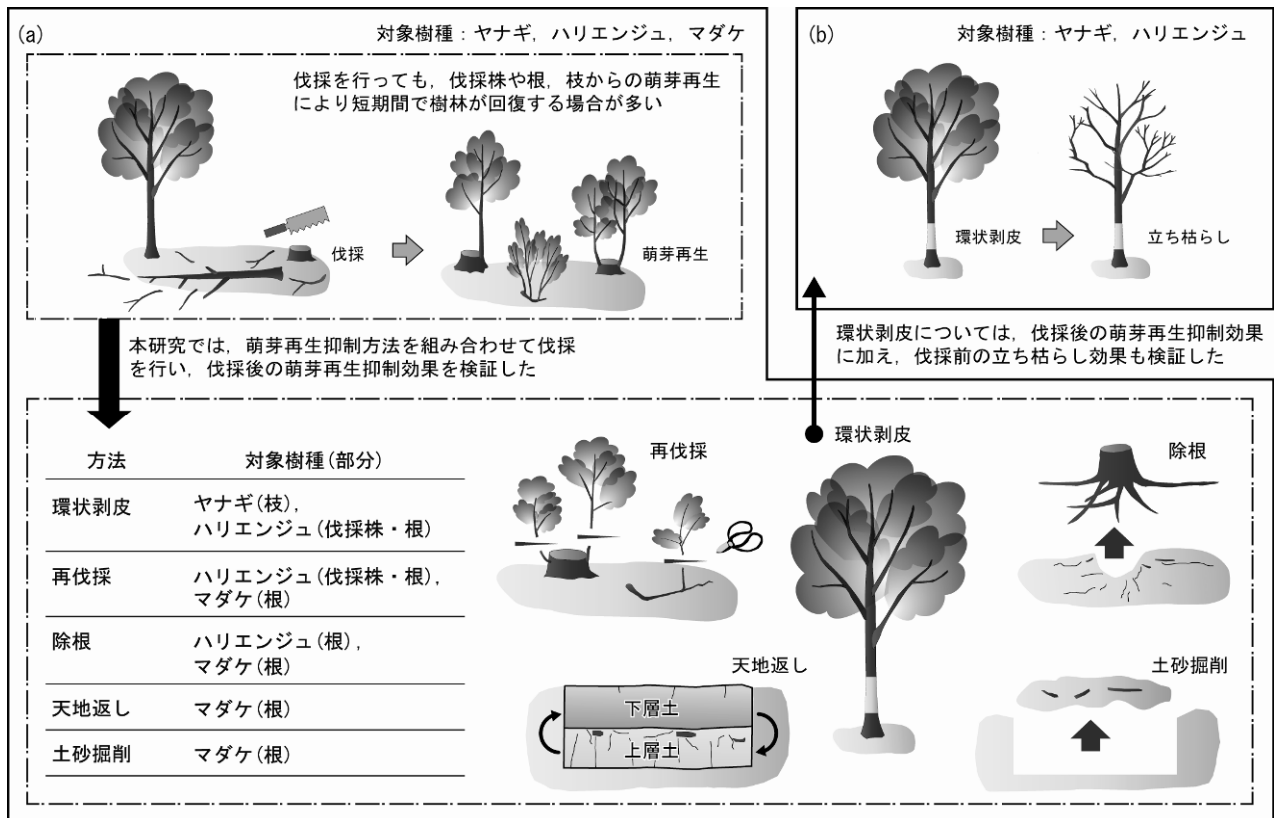 (a)
対象樹種：ヤナギ，ハリエンジュ，マダケ
伐採を行っても，伐採株や根，枝からの萌芽再生
により短期間で樹林が回復する場合が多い
伐採
萌芽再生
(b)
対象樹種：ヤナギ，ハリエンジュ
環状剥皮
立ち枯らし
本研究では，萌芽再生抑制方法を組み合わせて伐採
を行い，伐採後の萌芽再生抑制効果を検証した
環状剥皮については，伐採後の萌芽再生抑制効果
に加え，伐採前の立ち枯らし効果も検証した
方法 対象樹種(部分)
環状剥皮 ヤナギ(枝)，
ハリエンジュ(伐採株・根)
再伐採 ハリエンジュ(伐採株・根)，
マダケ(根)
除根 ハリエンジュ(根)，
マダケ(根)
天地返し マダケ(根)
土砂掘削 マダケ(根)
再伐採
環状剥皮
除根
天地返し
下層土
上層土
土砂掘削